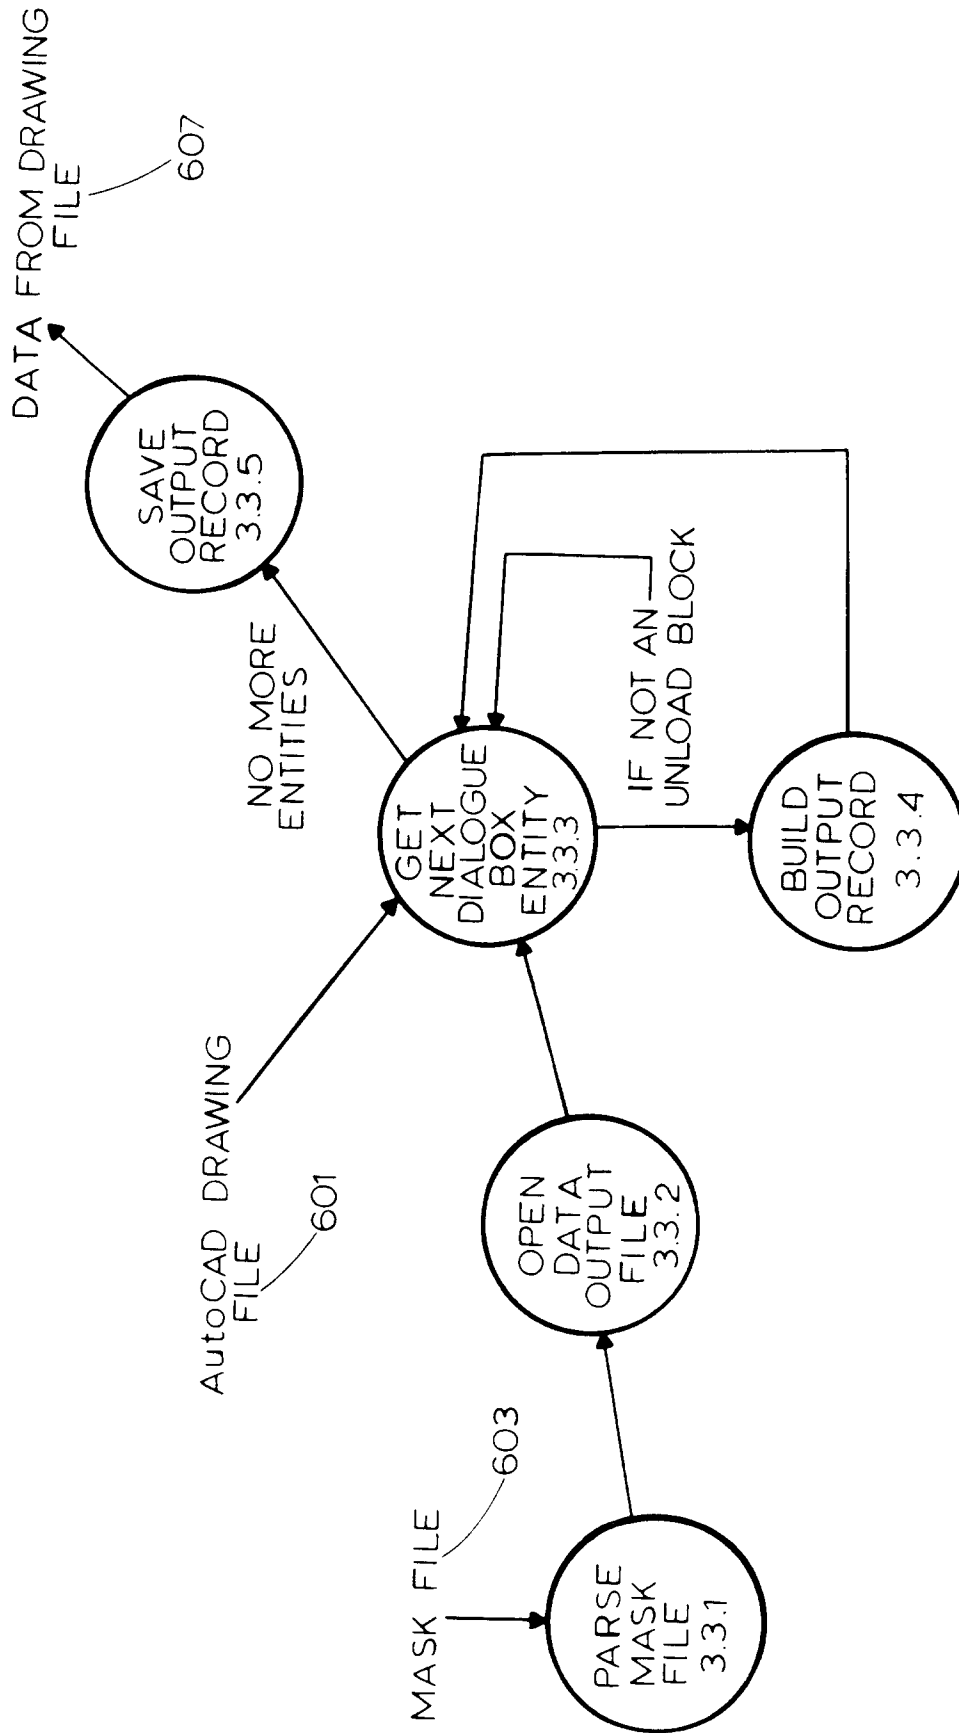 MASK FILE
603
PARSE
MASK
FILE
3.3.1
AutoCAD DRAWING
FILE
601
OPEN
DATA
OUTPUT
FILE
3.3.2
GET
NEXT
DIALOGUE
BOX
ENTITY
3.3.3
NO MORE
ENTITIES
IF NOT AN
UNLOAD BLOCK
BUILD
OUTPUT
RECORD
3.3.4
SAVE
OUTPUT
RECORD
3.3.5
DATA FROM DRAWING
FILE
607